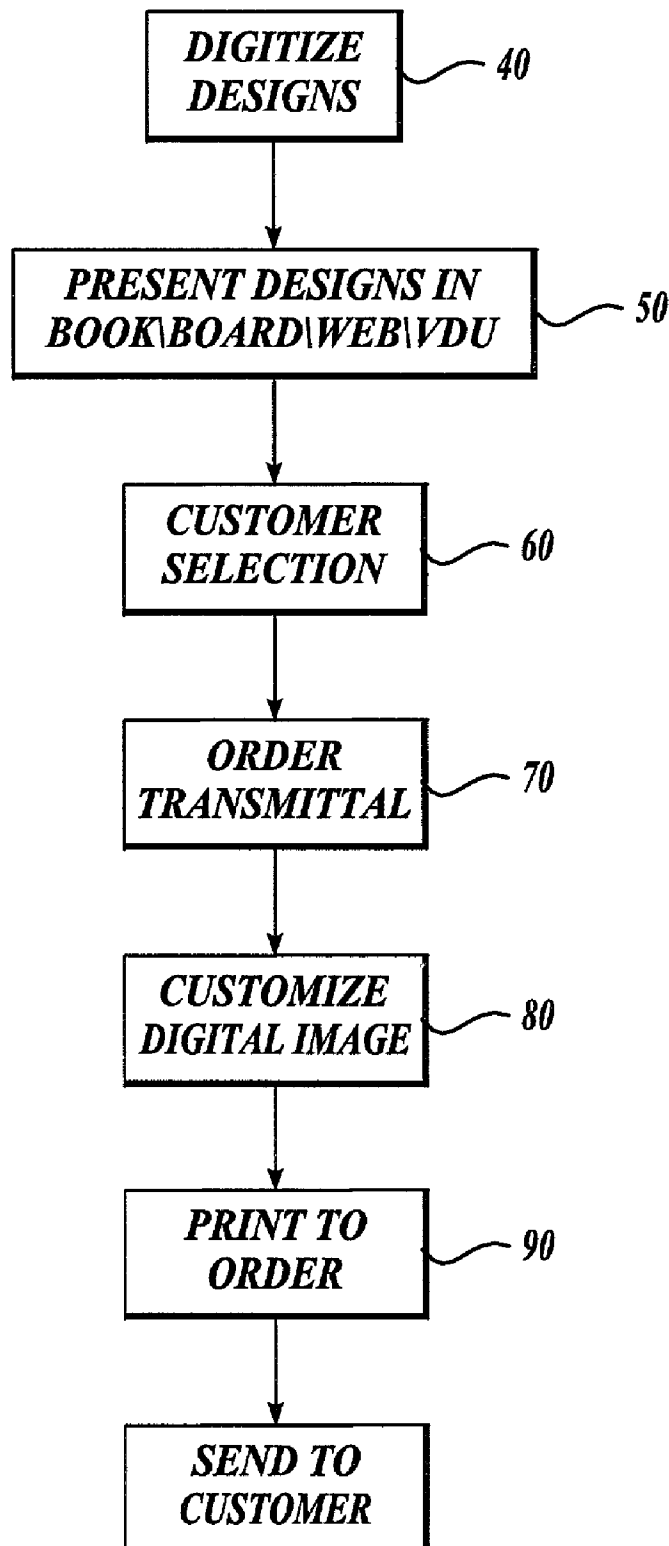 DIGITIZE
DESIGNS
40
PRESENT DESIGNS IN
BOOK\BOARD\WEB\VDU
50
CUSTOMER
SELECTION
60
ORDER
TRANSMITTAL
70
CUSTOMIZE
DIGITAL IMAGE
80
PRINT TO
ORDER
90
SEND TO
CUSTOMER